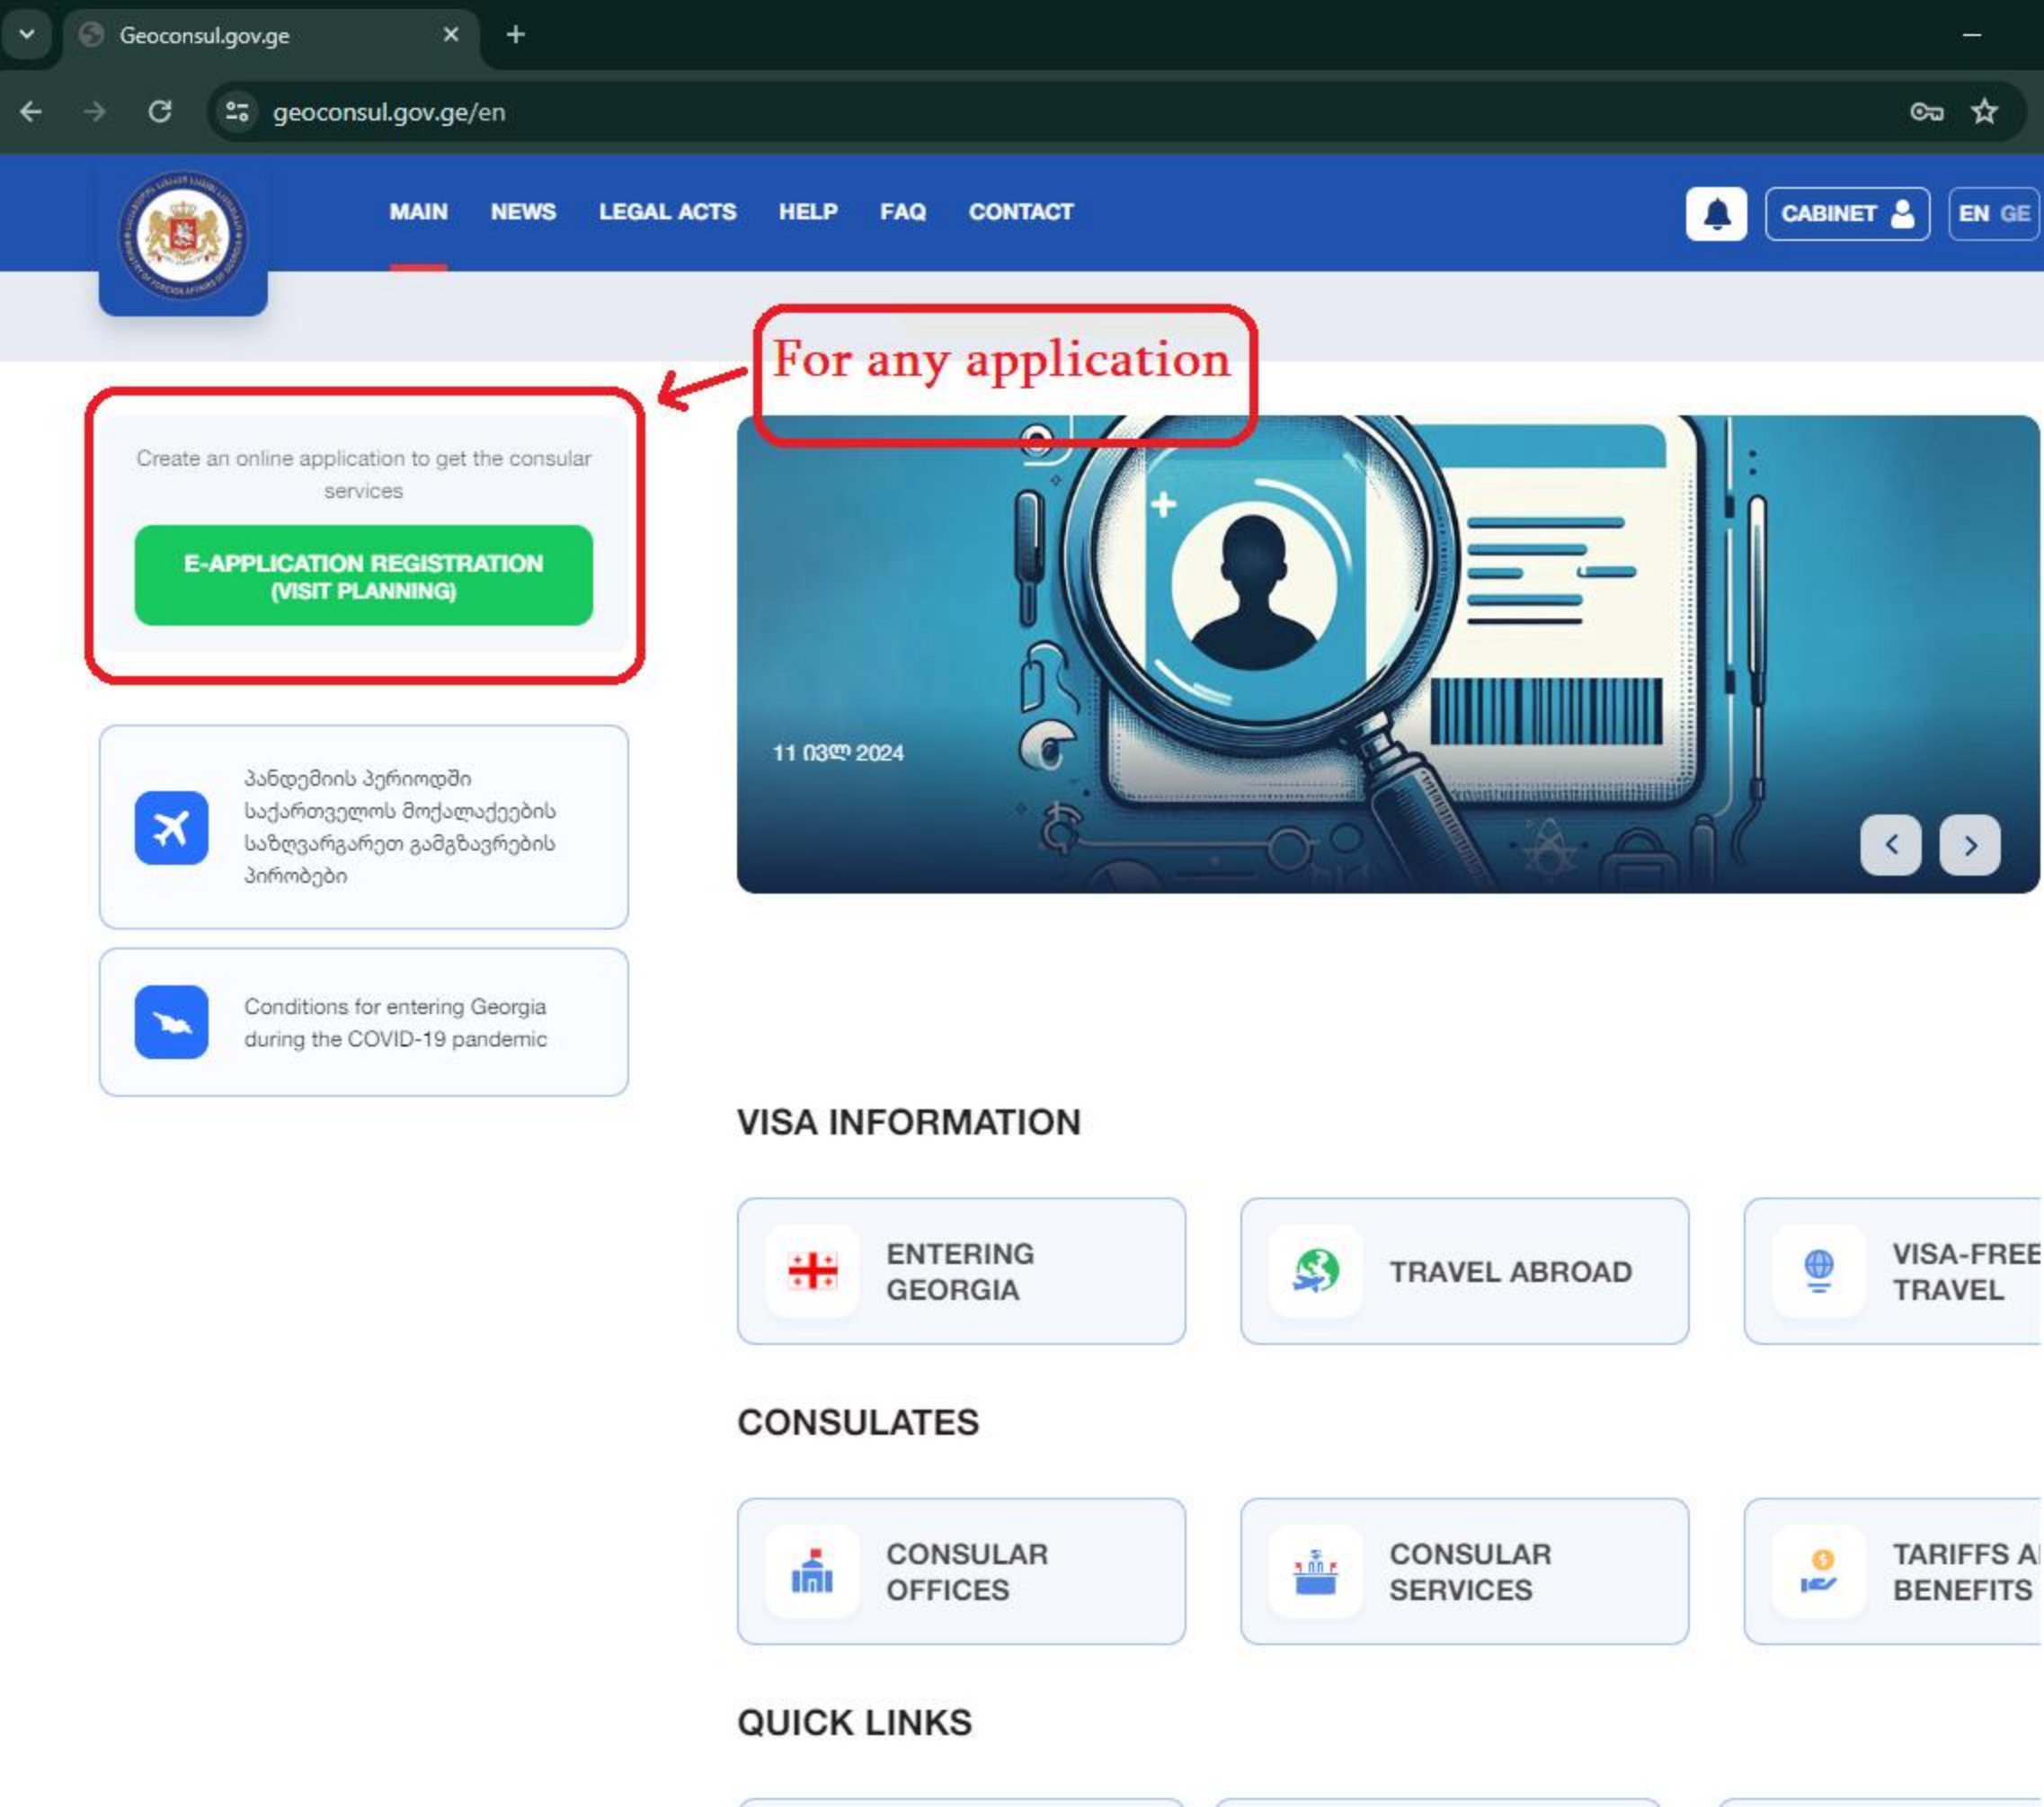 Geoconsul.gov.ge
geoconsul.gov.ge/en
MAIN NEWS LEGAL ACTS HELP FAQ CONTACT
CABINET
EN GE
For any application
Create an online application to get the consular
services
E-APPLICATION REGISTRATION
(VISIT PLANNING)
11 ივლ 2024
პანდემიის პერიოდში
საქართველოს მოქალაქეების
საზღვარგარეთ გამგზავრების
პირობები
Conditions for entering Georgia
during the COVID-19 pandemic
VISA INFORMATION
ENTERING
GEORGIA
TRAVEL ABROAD
VISA-FREE
TRAVEL
CONSULATES
CONSULAR
OFFICES
CONSULAR
SERVICES
TARIFFS
BENEFITS
QUICK LINKS